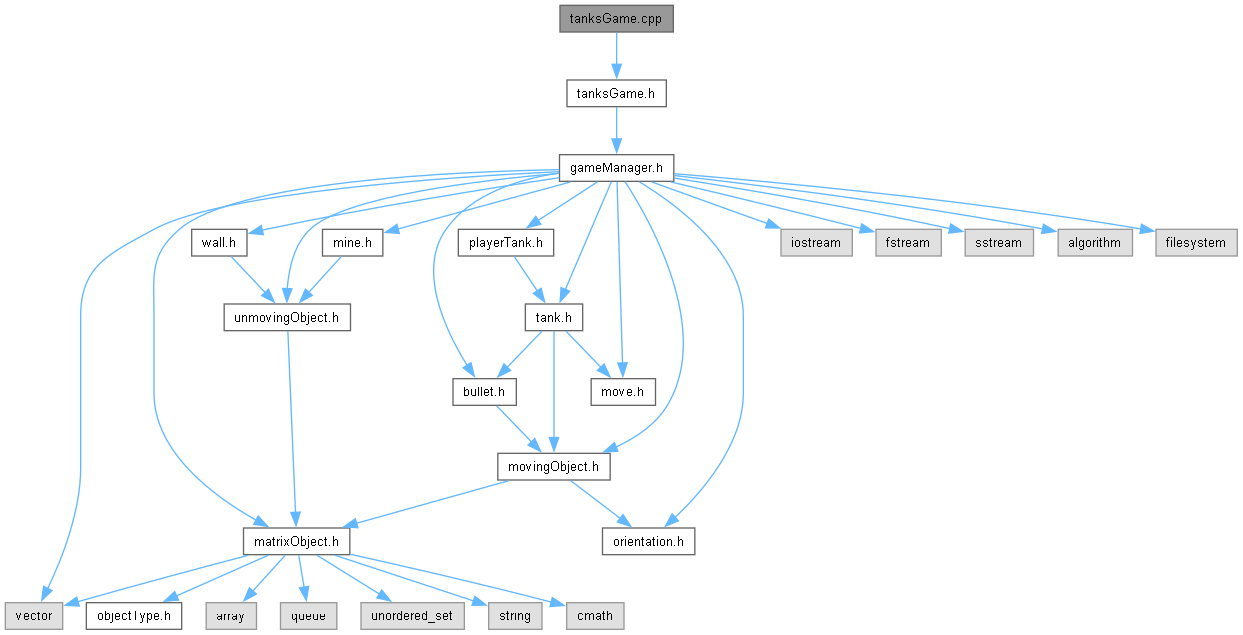 tanksGame.cpp
tanksGame.h
gameManager.h
wall.h
mine.h
playerTank.h
iostream
fstream
sstream
algorithm
filesystem
unmovingObject.h
tank.h
bullet.h
move.h
movingObject.h
matrixObject.h
orientation.h
vector
objectType.h
array
queue
unordered_set
string
cmath